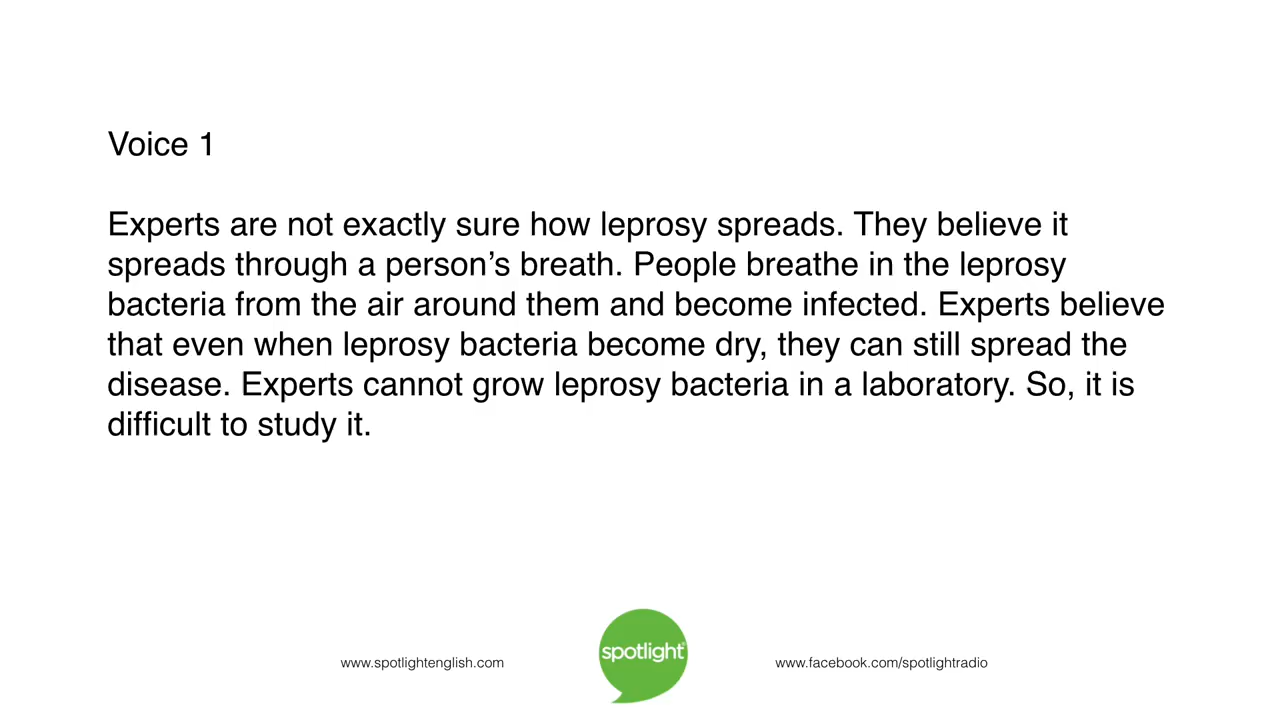 Voice 1
Experts are not exactly sure how leprosy spreads. They believe it
spreads through a person’s breath. People breathe in the leprosy
bacteria from the air around them and become infected. Experts believe
that even when leprosy bacteria become dry, they can still spread the
disease. Experts cannot grow leprosy bacteria in a laboratory. So, it is
difficult to study it.
www.spotlightenglish.com
spotlight
www.facebook.com/spotlightradio